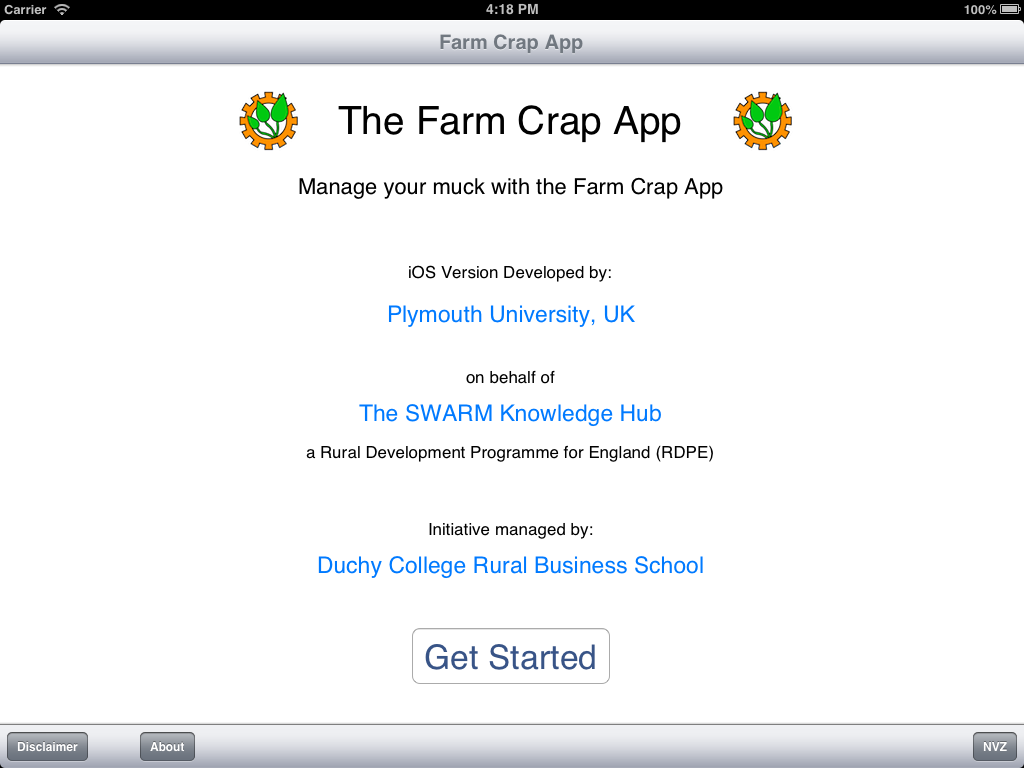 Carrier 4:18 PM 100%
Farm Crap App
The Farm Crap App
Manage your muck with the Farm Crap App
iOS Version Developed by:
Plymouth University, UK
on behalf of
The SWARM Knowledge Hub
a Rural Development Programme for England (RDPE)
Initiative managed by:
Duchy College Rural Business School
Get Started
Disclaimer About NVZ